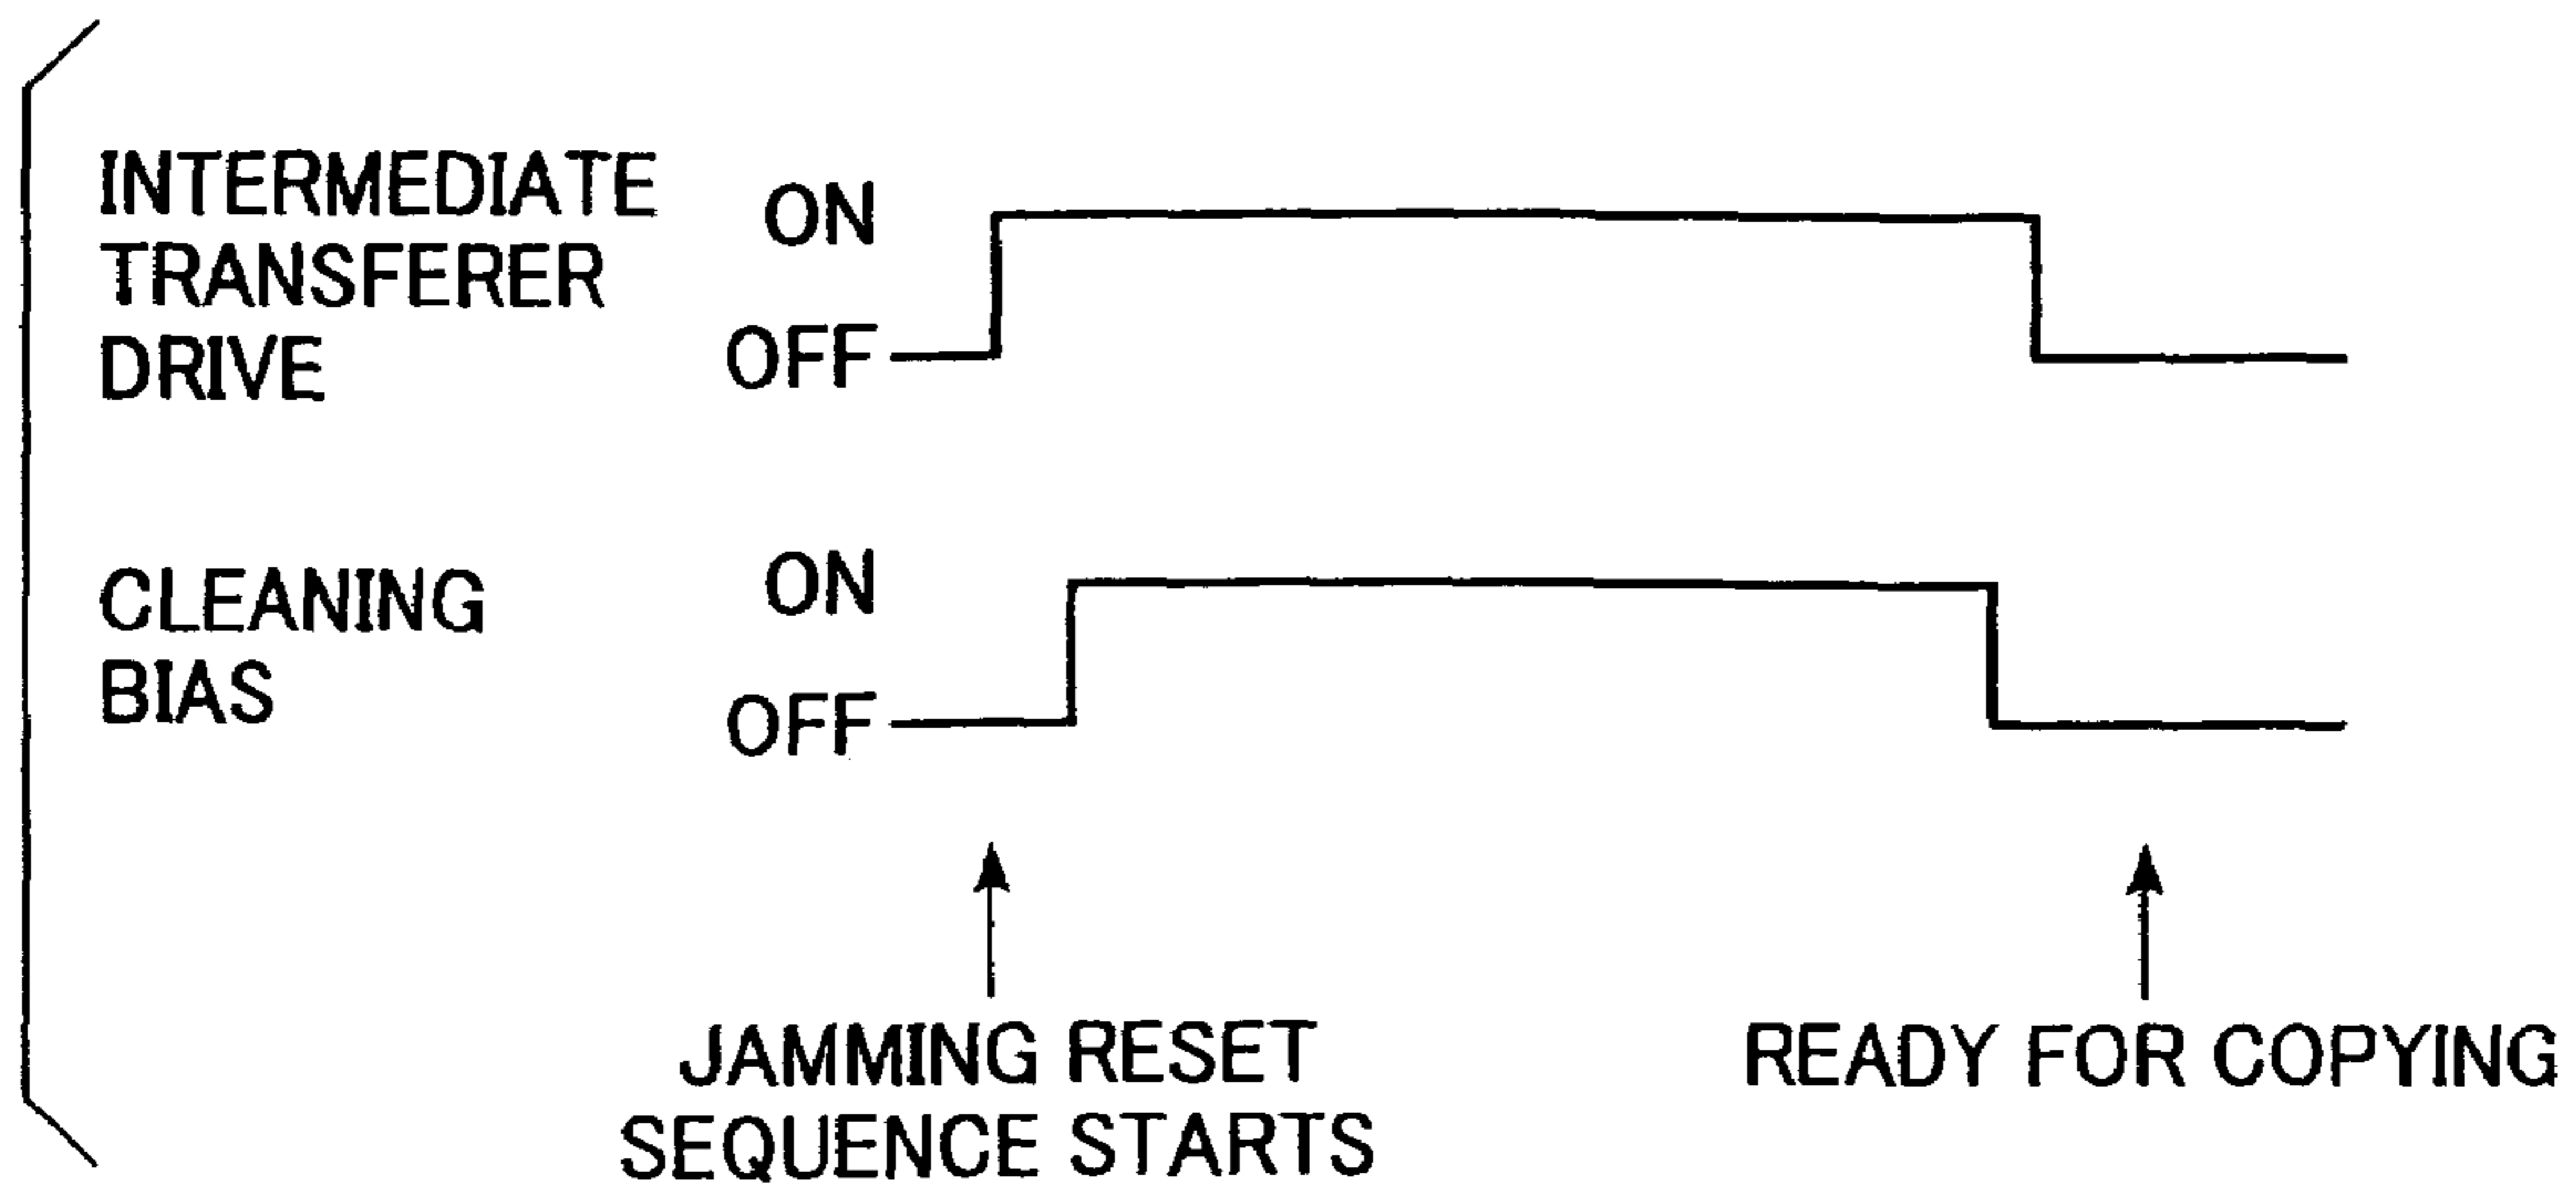 INTERMEDIATE
TRANSFERER
DRIVE
ON
OFF
CLEANING
BIAS
ON
OFF
JAMMING RESET
SEQUENCE STARTS
READY FOR COPYING